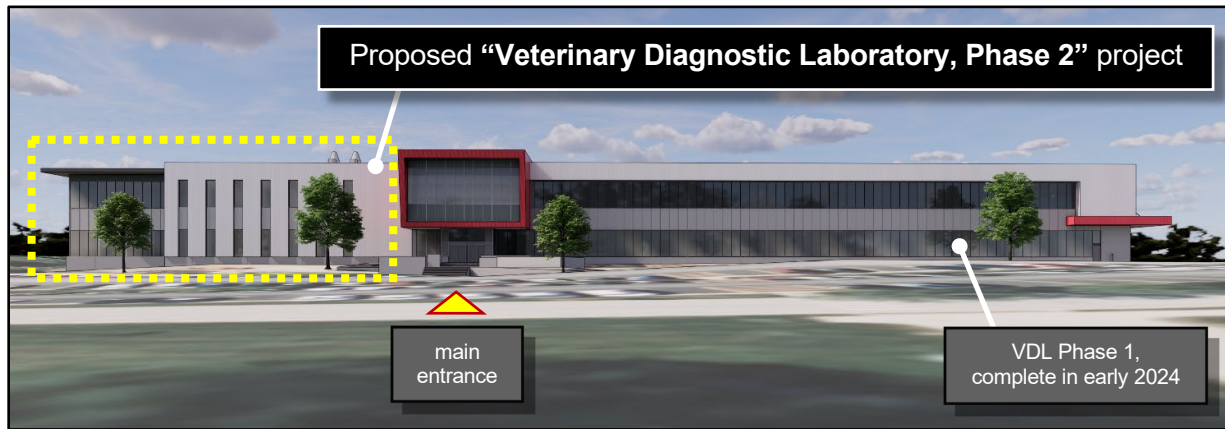 Proposed “Veterinary Diagnostic Laboratory, Phase 2” project
main
entrance
VDL Phase 1,
complete in early 2024